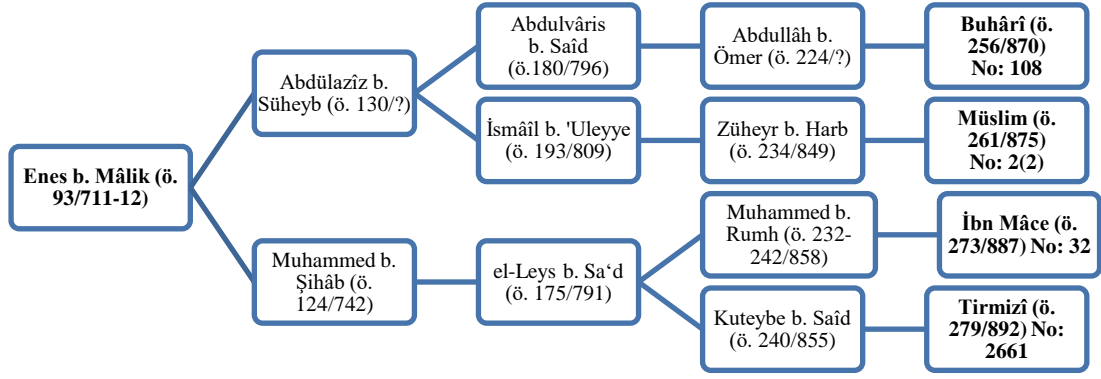 Enes b. Mâlik (ö.
93/711-12)
Abdülazîz b.
Süheyb (ö. 130/?)
Abdulvâris
b. Saîd
(ö.180/796)
Abdullâh b.
Ömer (ö. 224/?)
Buhârî (ö.
256/870)
No: 108
İsmâîl b. 'Uleyye
(ö. 193/809)
Züheyr b. Harb
(ö. 234/849)
Müslim (ö.
261/875)
No: 2(2)
Muhammed b.
Şihâb (ö.
124/742)
el-Leys b. Sa‘d
(ö. 175/791)
Muhammed b.
Rumh (ö. 232-
242/858)
İbn Mâce (ö.
273/887) No: 32
Kuteybe b. Saîd
(ö. 240/855)
Tirmizî (ö.
279/892) No:
2661